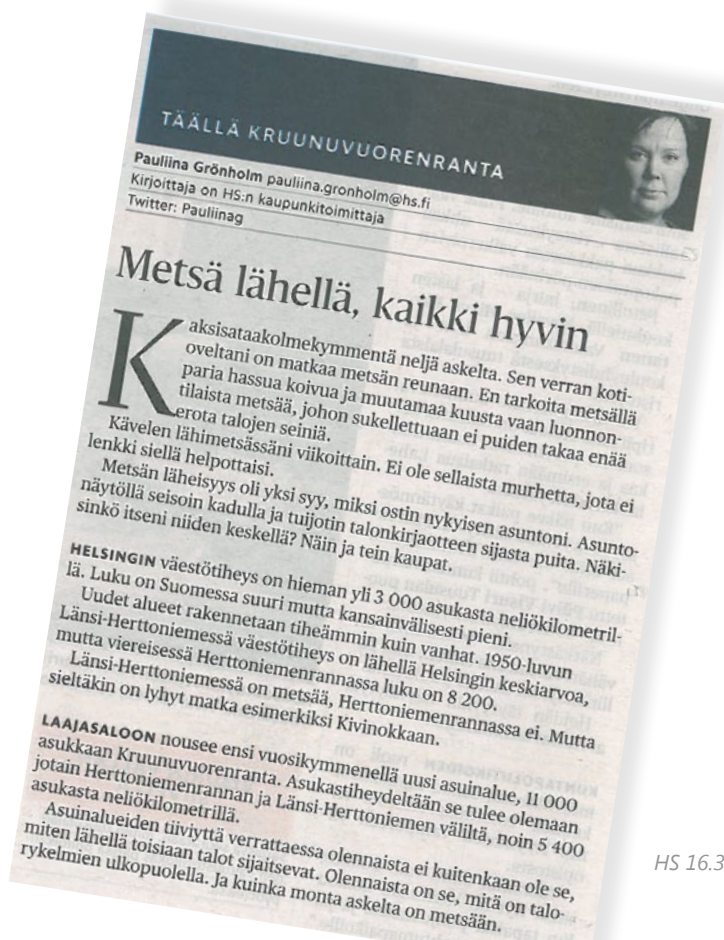 TÄÄLLÄ KRUUNUVUORENRANTA
Pauliina Grönholm pauliina.gronholm@hs.fi
Kirjoittaja on HS:n kaupunkitoimittaja
Twitter: Pauliinag
Metsä lähellä, kaikki hyvin
Kaksisataakolmekymmentä neljä askelta. Sen verran koti-
oveltani on matkaa metsän reunaan. En tarkoita metsällä
paria hassua koivua ja muutamaa kuusta vaan luonnon-
tilaista metsää, johon sukellettuaan ei puiden takaa enää
erota talojen seiniä.
Kävelen lähimetsässäni viikoittain. Ei ole sellaista murhetta, jota ei
lenkki siellä helpottaisi.
Metsän läheisyys oli yksi syy, miksi ostin nykyisen asuntoni. Asunto-
näytöllä seisoin kadulla ja tuijotin talonkirjaotteen sijasta puita. Näki-
sinkö itseni niiden keskellä? Näin ja tein kaupat.
HELSINGIN väestötiheys on hieman yli 3 000 asukasta neliökilometril-
lä. Luku on Suomessa suuri mutta kansainvälisesti pieni.
Uudet alueet rakennetaan tiheämmin kuin vanhat. 1950-luvun
Länsi-Herttoniemessä väestötiheys on lähellä Helsingin keskiarvoa,
mutta viereisessä Herttoniemenrannassa luku on 8 200.
Länsi-Herttoniemessä on metsää, Herttoniemenrannassa ei. Mutta
sieltäkin on lyhyt matka esimerkiksi Kivinokkaan.
LAAJASALOON nousee ensi vuosikymmenellä uusi asuinalue, 11 000
asukkaan Kruunuvuorenranta. Asukastiheydeltään se tulee olemaan
jotain Herttoniemenrannan ja Länsi-Herttoniemen väliltä, noin 5 400
asukasta neliökilometrillä.
Asuinalueiden tiiviyttä verrattaessa olennaista ei kuitenkaan ole se,
miten lähellä toisiaan talot sijaitsevat. Olennaista on se, mitä on talo-
rykelmien ulkopuolella. Ja kuinka monta askelta on metsään.
HS 16.3